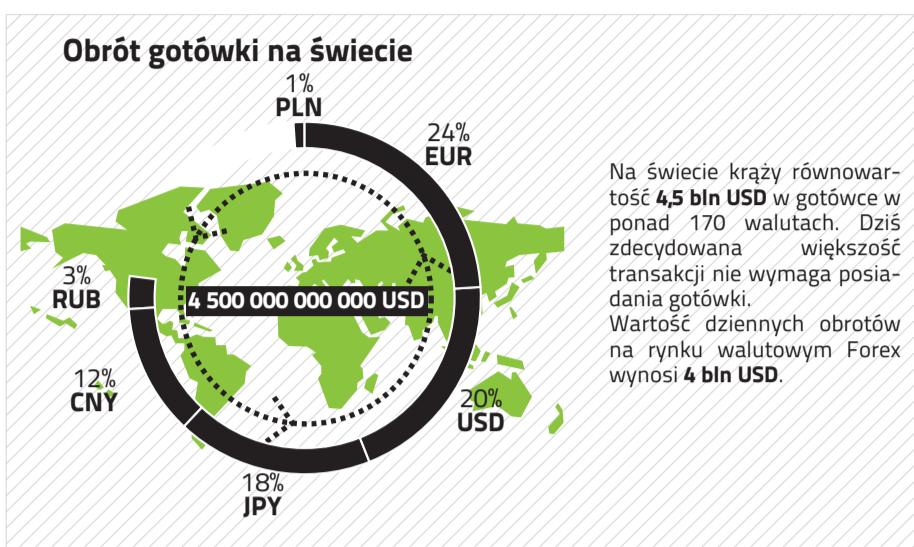 Obrót gotówki na świecie
1%
PLN
24%
EUR
3%
RUB
4 500 000 000 000 USD
12%
CNY
20%
USD
18%
JPY
Na świecie krąży równowar-
tość 4,5 bln USD w gotówce w
ponad 170 walutach. Dziś
zdecydowana większość
transakcji nie wymaga posia-
dania gotówki.
Wartość dziennych obrotów
na rynku walutowym Forex
wynosi 4 bln USD.